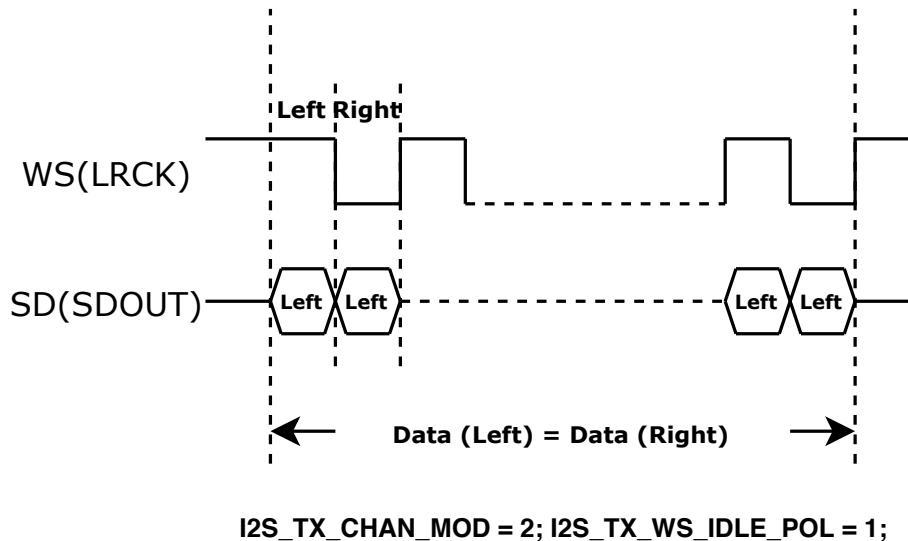 Left Right
WS(LRCK)
SD(SDOUT)
Left Left Left Left
Data (Left) = Data (Right)
I2S_TX_CHAN_MOD = 2; I2S_TX_WS_IDLE_POL = 1;